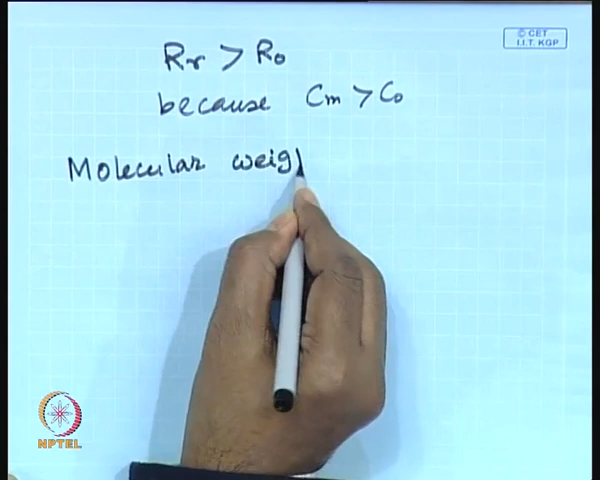 © CET
I.I.T. KGP
Rr > Ro
because Cm > Co
Molecular weig
NPTEL